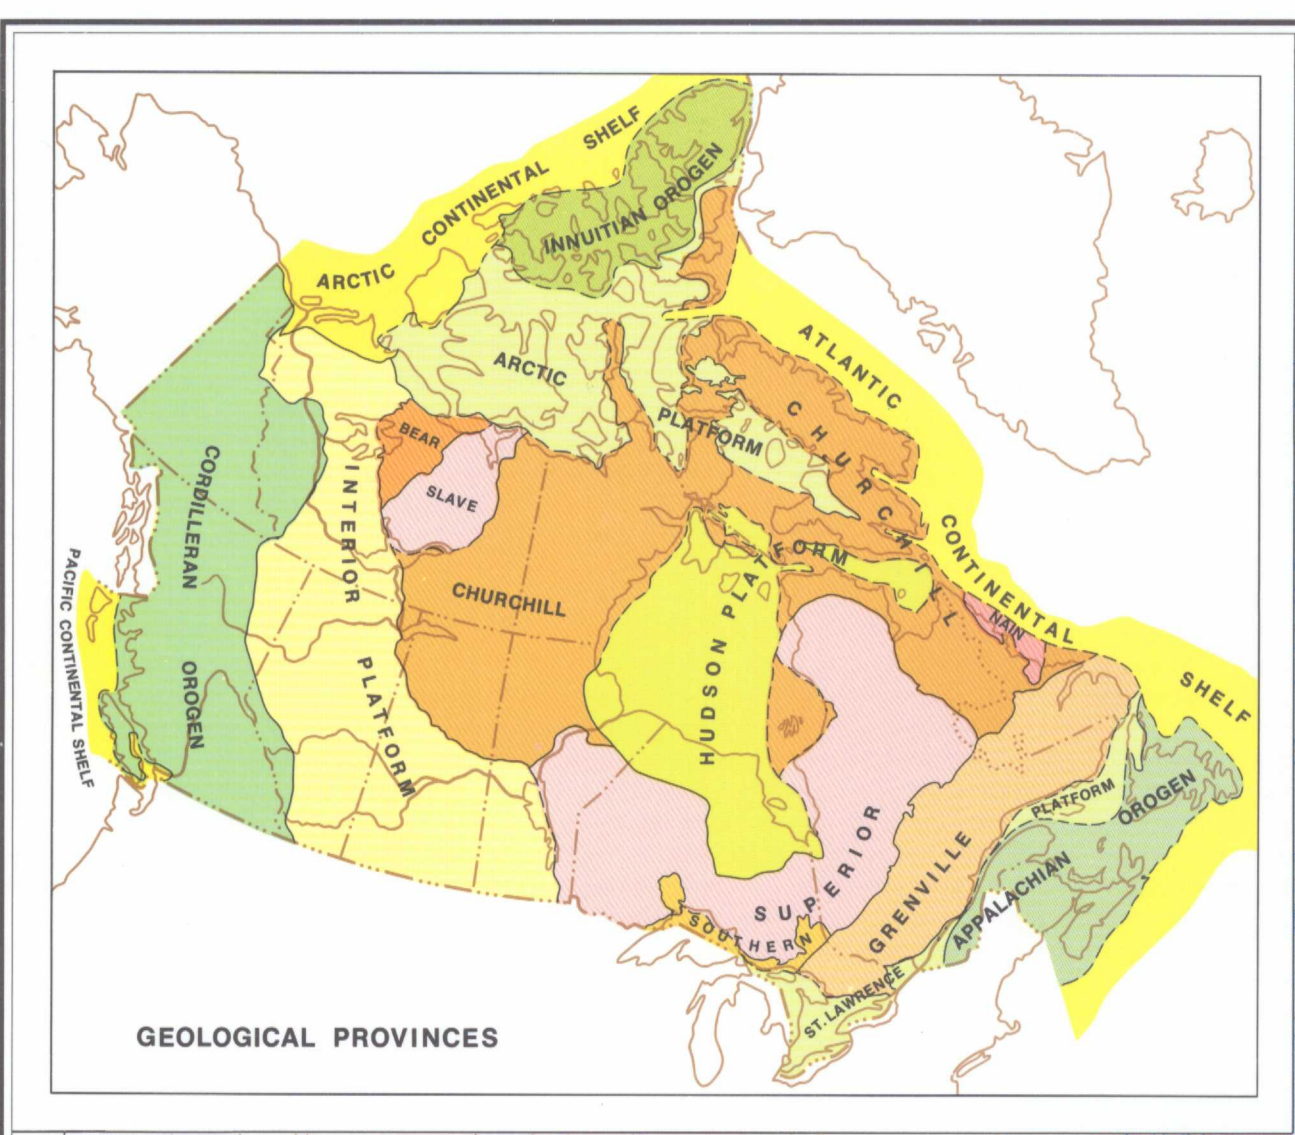 ARCTIC CONTINENTAL SHELF
INNUITIAN OROGEN
ARCTIC PLATFORM
ATLANTIC CONTINENTAL SHELF
CHURCHILL
BEAR
SLAVE
CORDILLERAN OROGEN
INTERIOR PLATFORM
PACIFIC CONTINENTAL SHELF
CHURCHILL
HUDSON PLATFORM
NAIN
SUPERIOR
SOUTHERN
GRENVILLE
ST. LAWRENCE PLATFORM
APPALACHIAN OROGEN
GEOLOGICAL PROVINCES